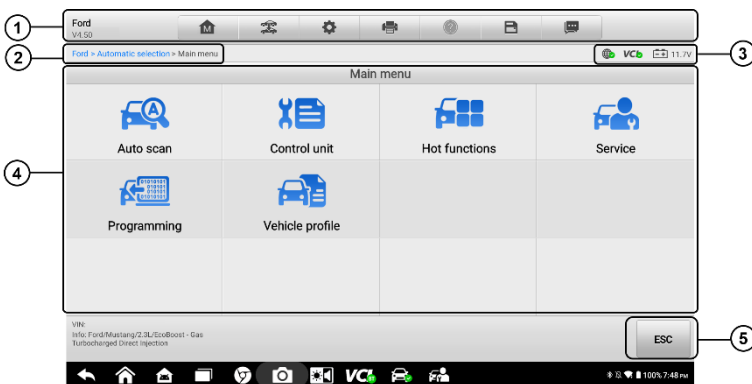 Ford
V4.50
M
?
1
2
Ford > Automatic selection > Main menu
VCI 11.7V
3
Main menu
Auto scan
Control unit
Hot functions
Service
4
Programming
Vehicle profile
VIN:
Info: Ford/Mustang/2.3L/EcoBoost - Gas
Turbocharged Direct Injection
ESC
5
VCI
100% 7:48 PM